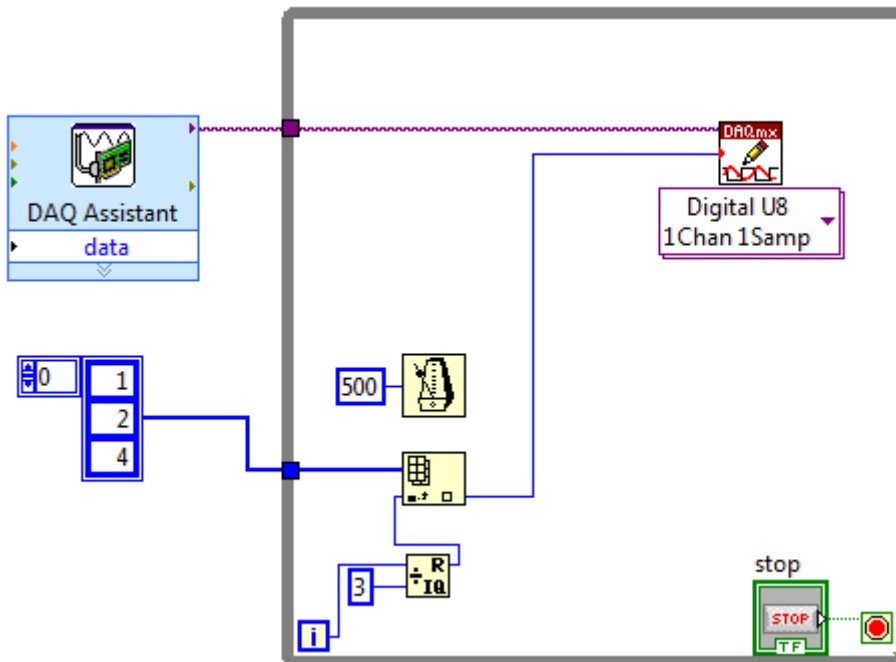 DAQmx
DAQ Assistant
data
Digital U8
1Chan 1Samp
0
1
2
4
500
R
IQ
3
i
stop
STOP
TF